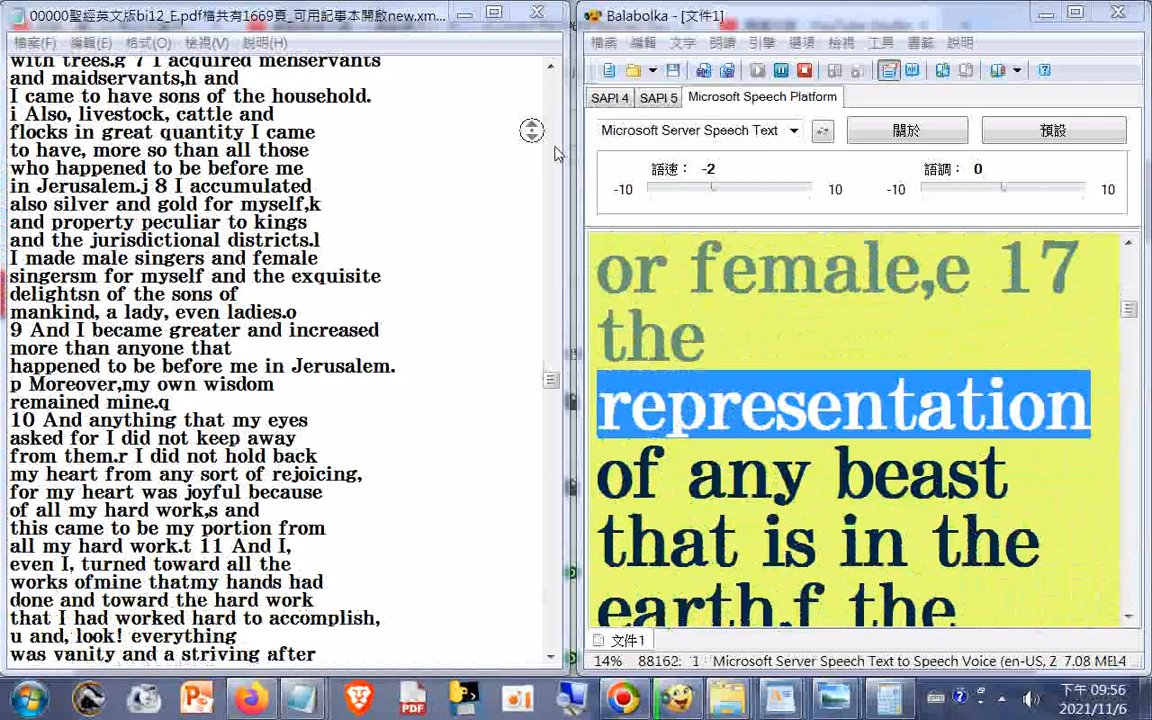 00000聖經英文版bi12_E.pdf檔共有1669頁_可用記事本開啟new.xm...
檔案(F) 編輯(E) 格式(O) 檢視(V) 說明(H)
with trees.g 7 I acquired menservants
and maidservants,h and
I came to have sons of the household.
i Also, livestock, cattle and
flocks in great quantity I came
to have, more so than all those
who happened to be before me
in Jerusalem.j 8 I accumulated
also silver and gold for myself,k
and property peculiar to kings
and the jurisdictional districts.l
I made male singers and female
singersm for myself and the exquisite
delightsn of the sons of
mankind, a lady, even ladies.o
9 And I became greater and increased
more than anyone that
happened to be before me in Jerusalem.
p Moreover,my own wisdom
remained mine.q
10 And anything that my eyes
asked for I did not keep away
from them.r I did not hold back
my heart from any sort of rejoicing,
for my heart was joyful because
of all my hard work,s and
this came to be my portion from
all my hard work.t 11 And I,
even I, turned toward all the
works ofmine thatmy hands had
done and toward the hard work
that I had worked hard to accomplish,
u and, look! everything
was vanity and a striving after
Balabolka - [文件1]
檔案 編輯 文字 朗讀 引擎 選項 檢視 工具 書籤 說明
SAPI 4 SAPI 5 Microsoft Speech Platform
Microsoft Server Speech Text 關於 預設
語速： -2 語調： 0
-10 10 -10 10
or female,e 17
the
representation
of any beast
that is in the
earth,f the
文件1
14% 88162: 1 Microsoft Server Speech Text to Speech Voice (en-US, Z 7.08 MB
PDF
下午 09:56
2021/11/6